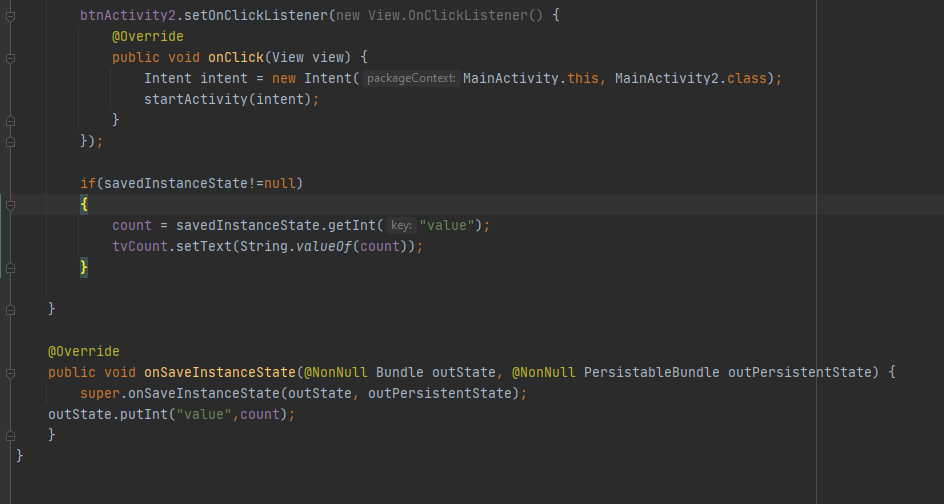 btnActivity2.setOnClickListener(new View.OnClickListener() {
@Override
public void onClick(View view) {
Intent intent = new Intent( packageContext: MainActivity.this, MainActivity2.class);
startActivity(intent);
}
});
if(savedInstanceState!=null)
{
count = savedInstanceState.getInt( key: "value");
tvCount.setText(String.valueOf(count));
}
}
@Override
public void onSaveInstanceState(@NonNull Bundle outState, @NonNull PersistableBundle outPersistentState) {
super.onSaveInstanceState(outState, outPersistentState);
outState.putInt("value",count);
}
}